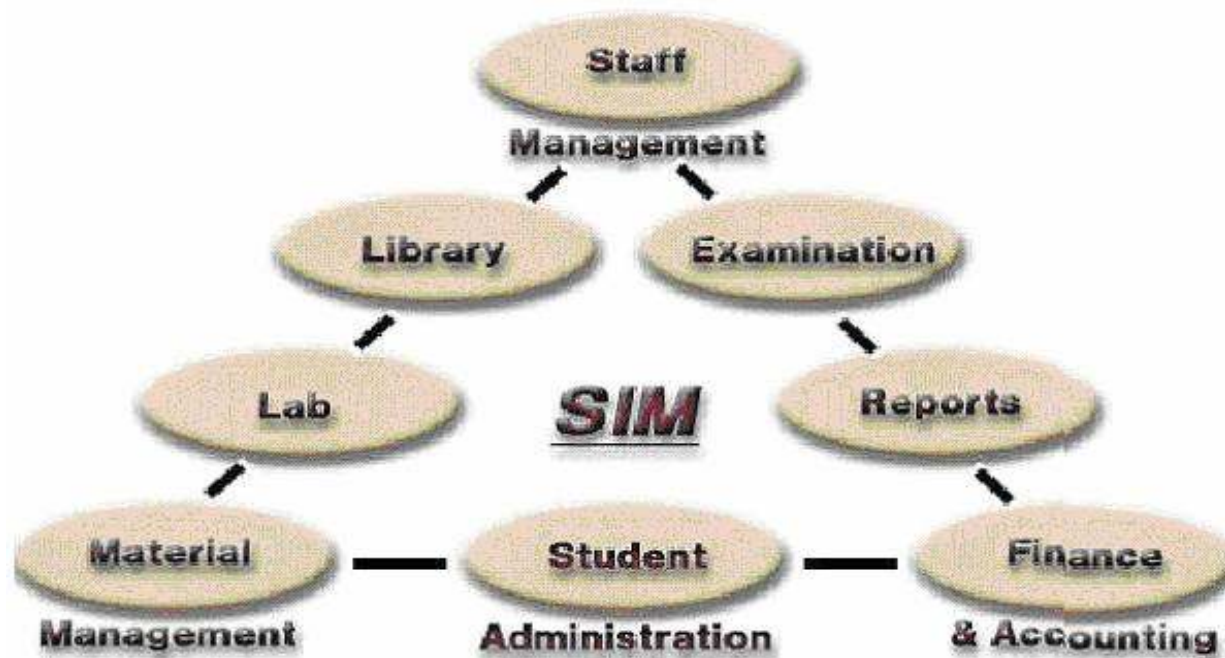 Staff
Management
Library
Examination
Lab
SIM
Reports
Material
Management
Student
Administration
Finance
& Accounting